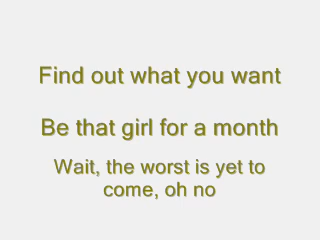 Find out what you want
Be that girl for a month
Wait, the worst is yet to
come, oh no